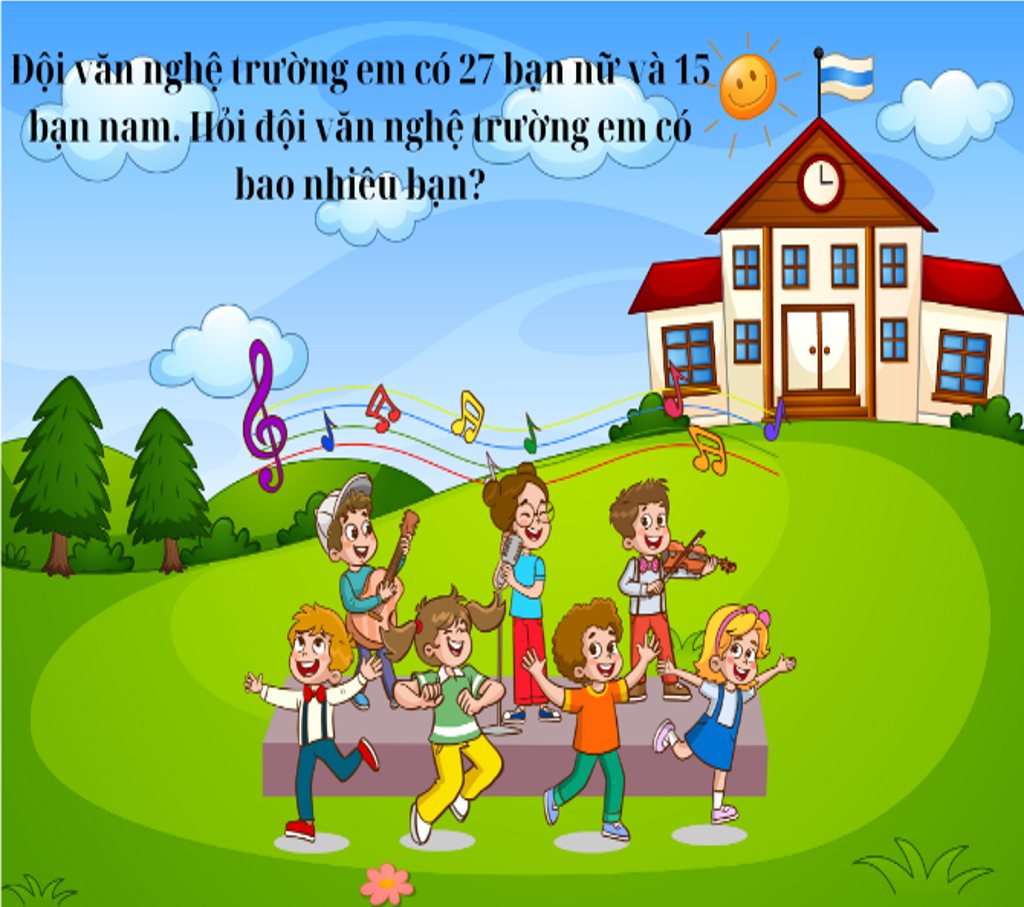 Đội văn nghệ trường em có 27 bạn nữ và 15
bạn nam. Hỏi đội văn nghệ trường em có
bao nhiêu bạn?